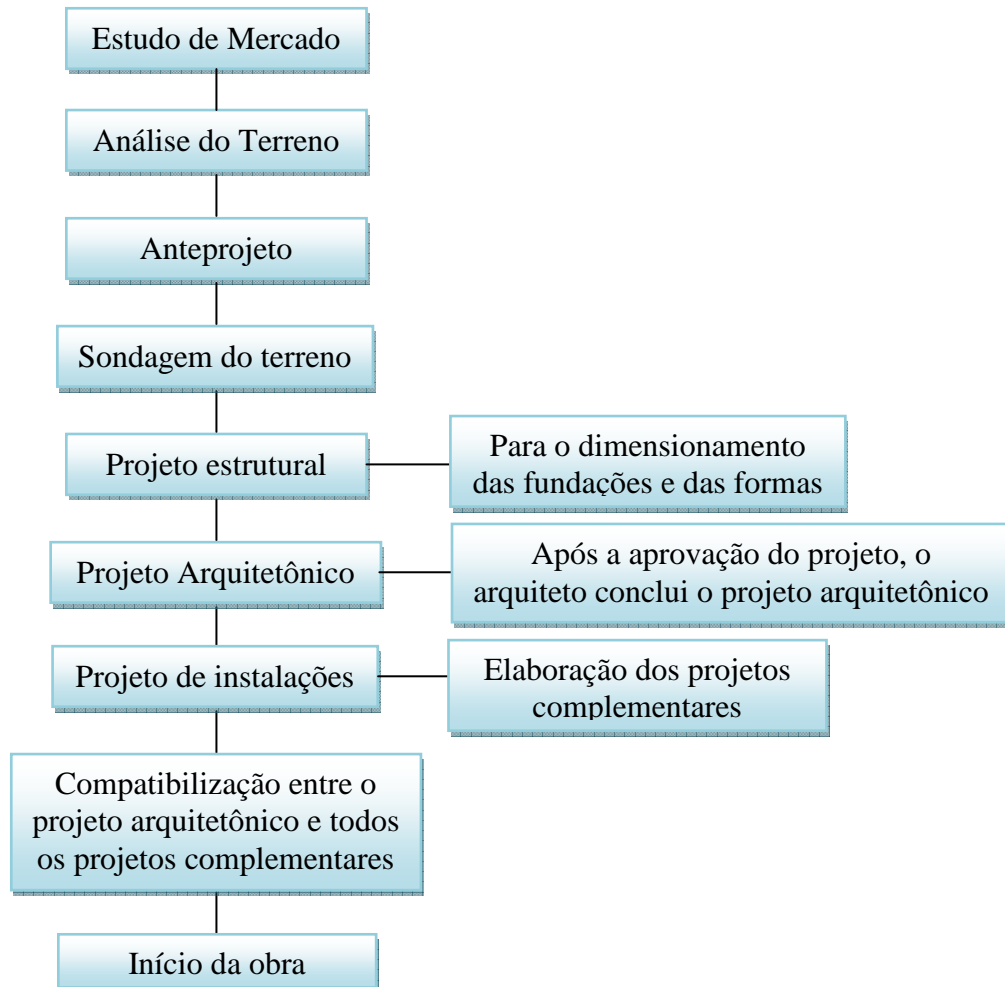 Estudo de Mercado
Análise do Terreno
Anteprojeto
Sondagem do terreno
Projeto estrutural
Para o dimensionamento
das fundações e das formas
Projeto Arquitetônico
Após a aprovação do projeto, o
arquiteto conclui o projeto arquitetônico
Projeto de instalações
Elaboração dos projetos
complementares
Compatibilização entre o
projeto arquitetônico e todos
os projetos complementares
Início da obra